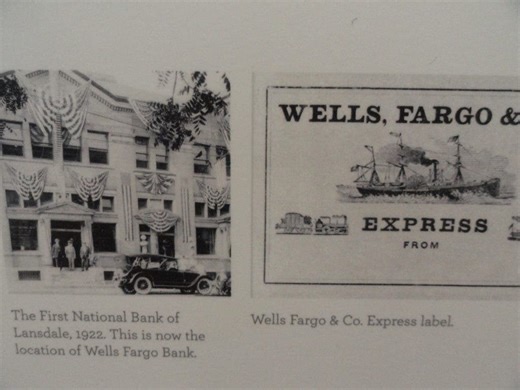 WELLS, FARGO &
EXPRESS
FROM
The First National Bank of
Lansdale, 1922. This is now the
location of Wells Fargo Bank.
Wells Fargo & Co. Express label.